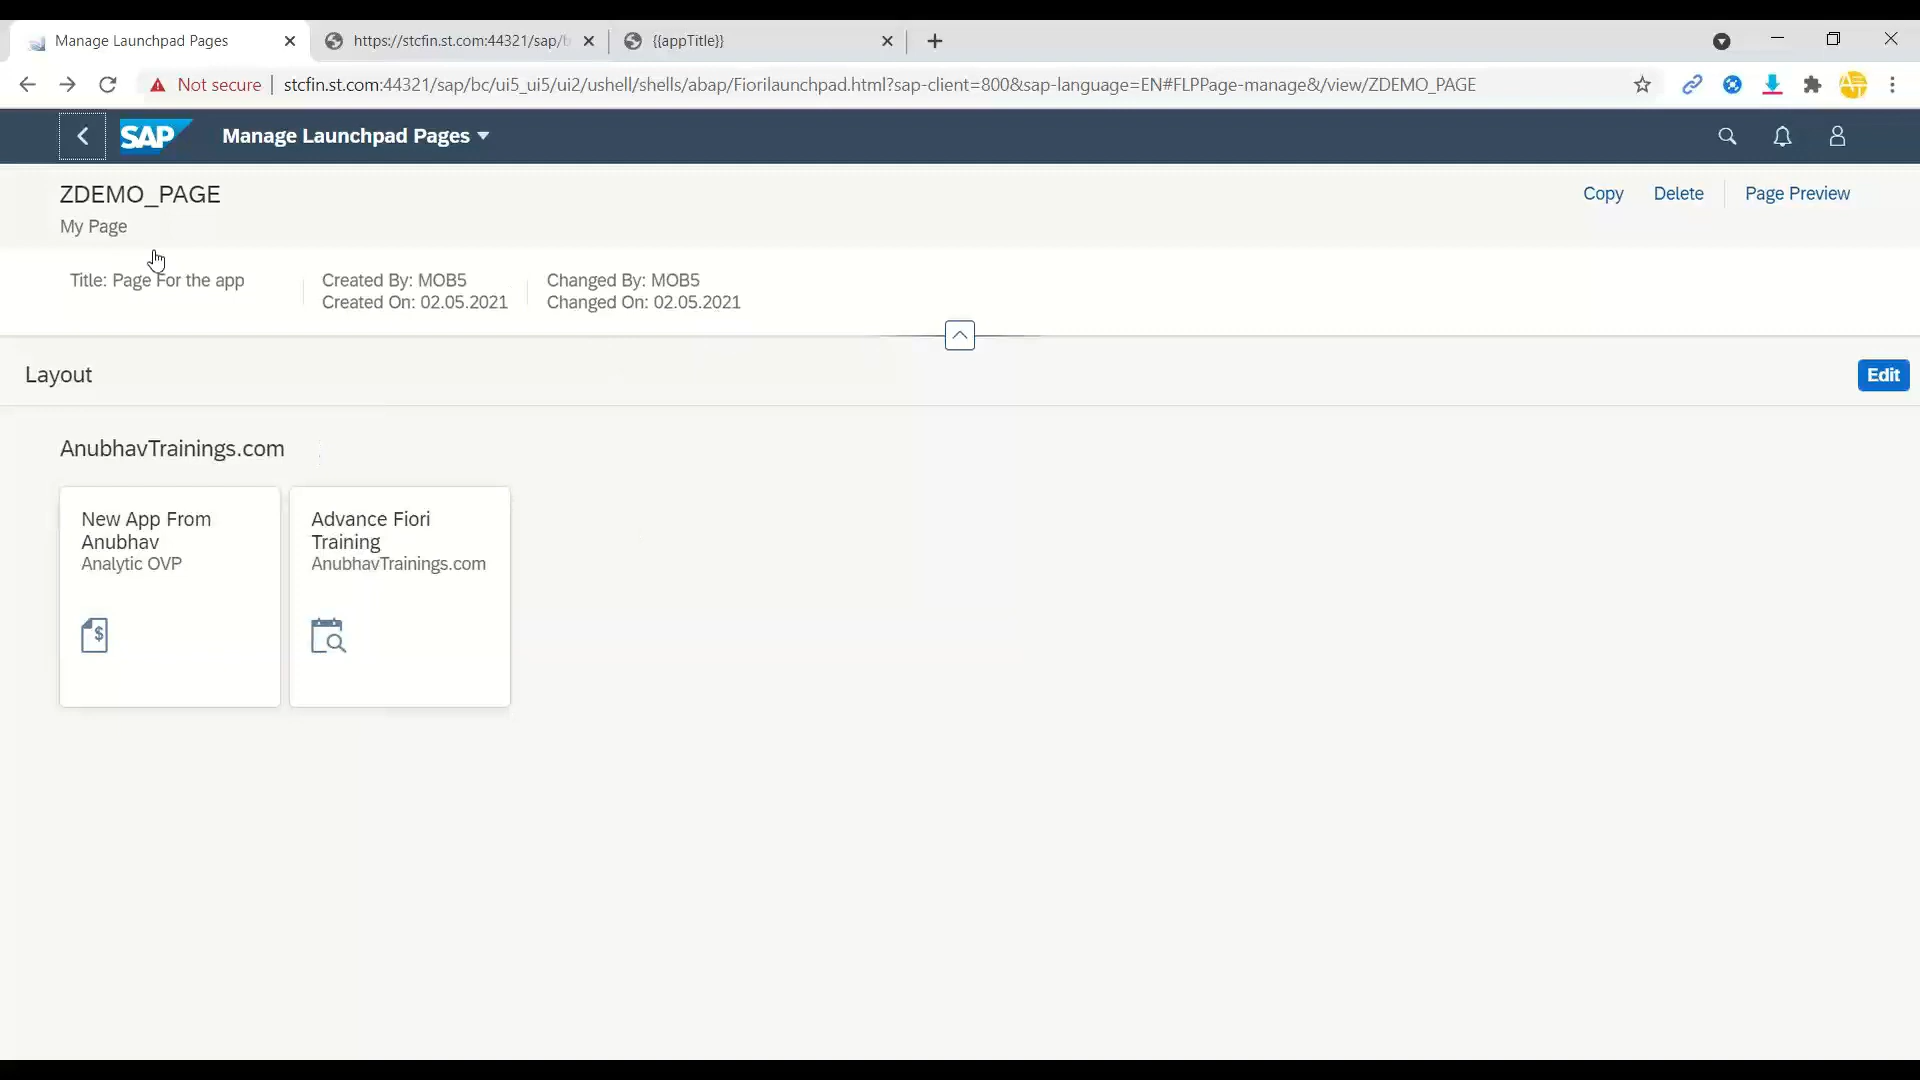 Manage Launchpad Pages
https://stcfin.st.com:44321/sap/b
{{appTitle}}
Not secure
stcfin.st.com:44321/sap/bc/ui5_ui5/ui2/ushell/shells/abap/Fiorilaunchpad.html?sap-client=800&sap-language=EN#FLPPage-manage&/view/ZDEMO_PAGE
SAP
Manage Launchpad Pages
ZDEMO_PAGE
Copy
Delete
Page Preview
My Page
Title: Page For the app
Created By: MOB5
Created On: 02.05.2021
Changed By: MOB5
Changed On: 02.05.2021
Layout
Edit
AnubhavTrainings.com
New App From
Anubhav
Analytic OVP
$
Advance Fiori
Training
AnubhavTrainings.com